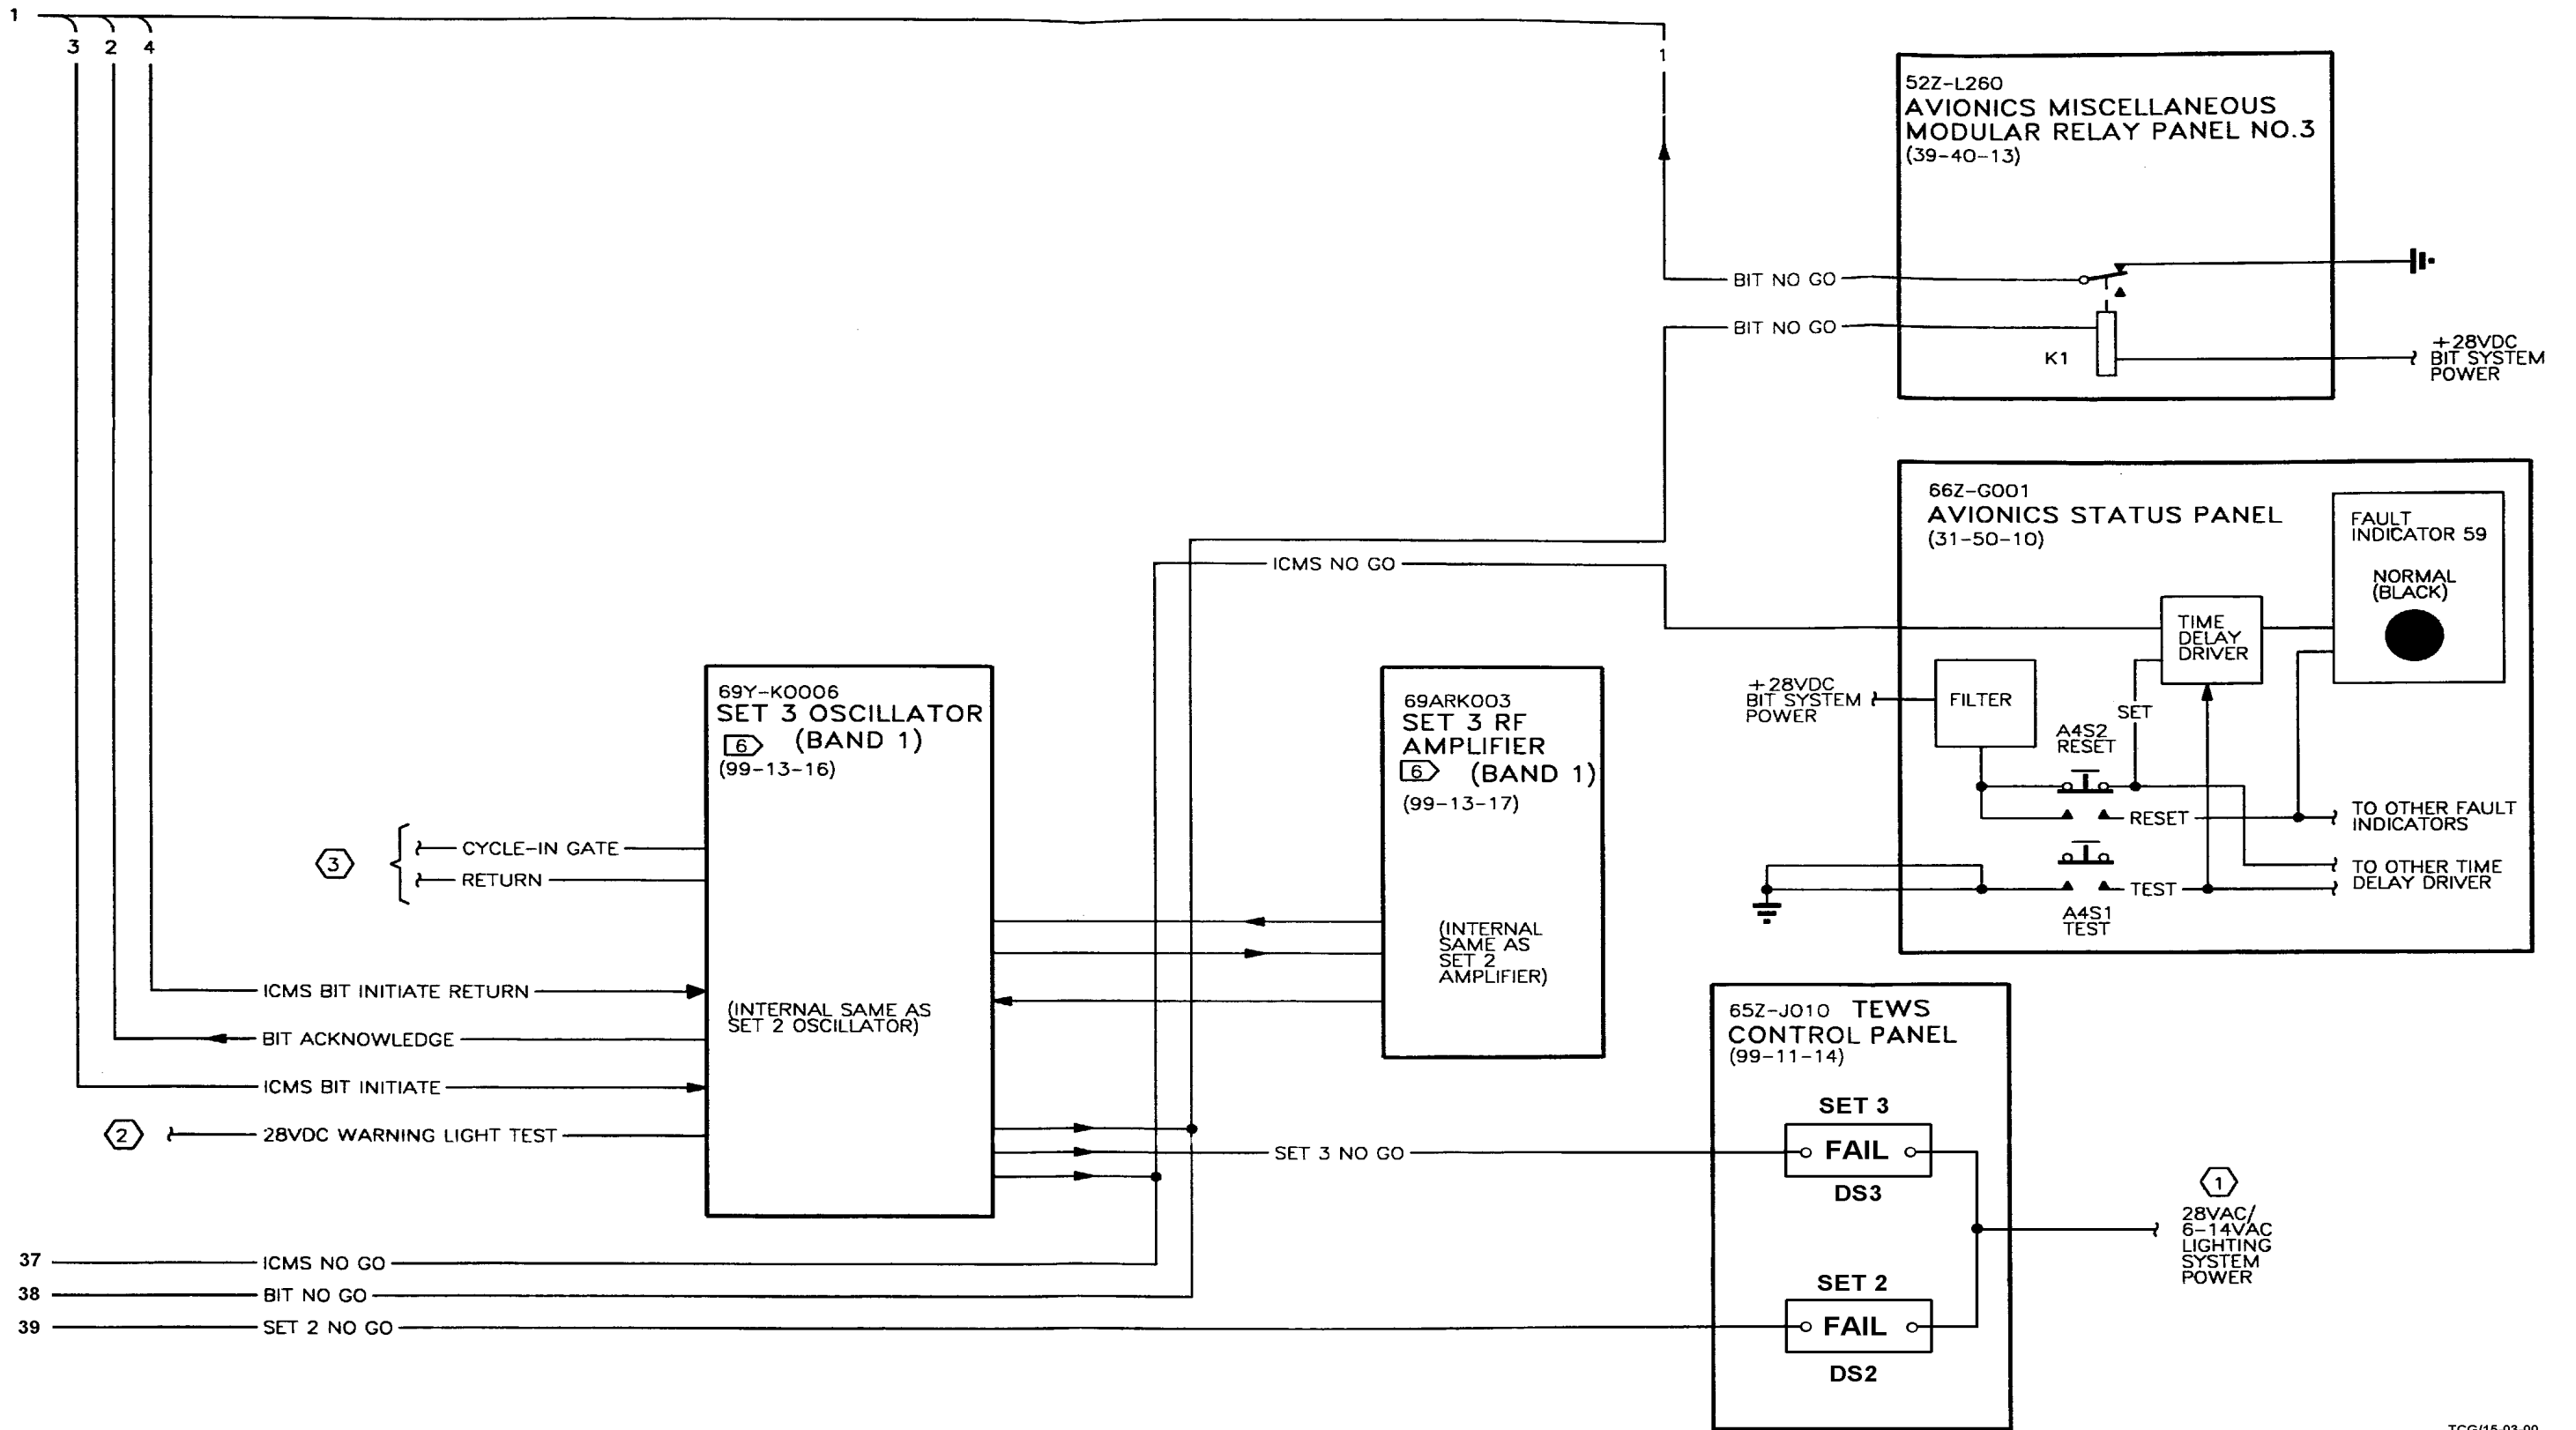 1
3 2 4
1
52Z-L260
AVIONICS MISCELLANEOUS
MODULAR RELAY PANEL NO.3
(39-40-13)
BIT NO GO
BIT NO GO
K1
+28VDC
BIT SYSTEM
POWER
66Z-G001
AVIONICS STATUS PANEL
(31-50-10)
FAULT
INDICATOR 59
NORMAL
(BLACK)
TIME
DELAY
DRIVER
+28VDC
BIT SYSTEM
POWER
FILTER
SET
A4S2
RESET
RESET
TO OTHER FAULT
INDICATORS
TO OTHER TIME
DELAY DRIVER
TEST
A4S1
TEST
ICMS NO GO
69Y-K0006
SET 3 OSCILLATOR
6 (BAND 1)
(99-13-16)
(INTERNAL SAME AS
SET 2 OSCILLATOR)
69ARK003
SET 3 RF
AMPLIFIER
6 (BAND 1)
(99-13-17)
(INTERNAL
SAME AS
SET 2
AMPLIFIER)
3
CYCLE-IN GATE
RETURN
ICMS BIT INITIATE RETURN
BIT ACKNOWLEDGE
ICMS BIT INITIATE
2
28VDC WARNING LIGHT TEST
SET 3 NO GO
65Z-J010 TEWS
CONTROL PANEL
(99-11-14)
SET 3
FAIL
DS3
SET 2
FAIL
DS2
1
28VAC/
6-14VAC
LIGHTING
SYSTEM
POWER
37 ICMS NO GO
38 BIT NO GO
39 SET 2 NO GO
TCG/15-03-00